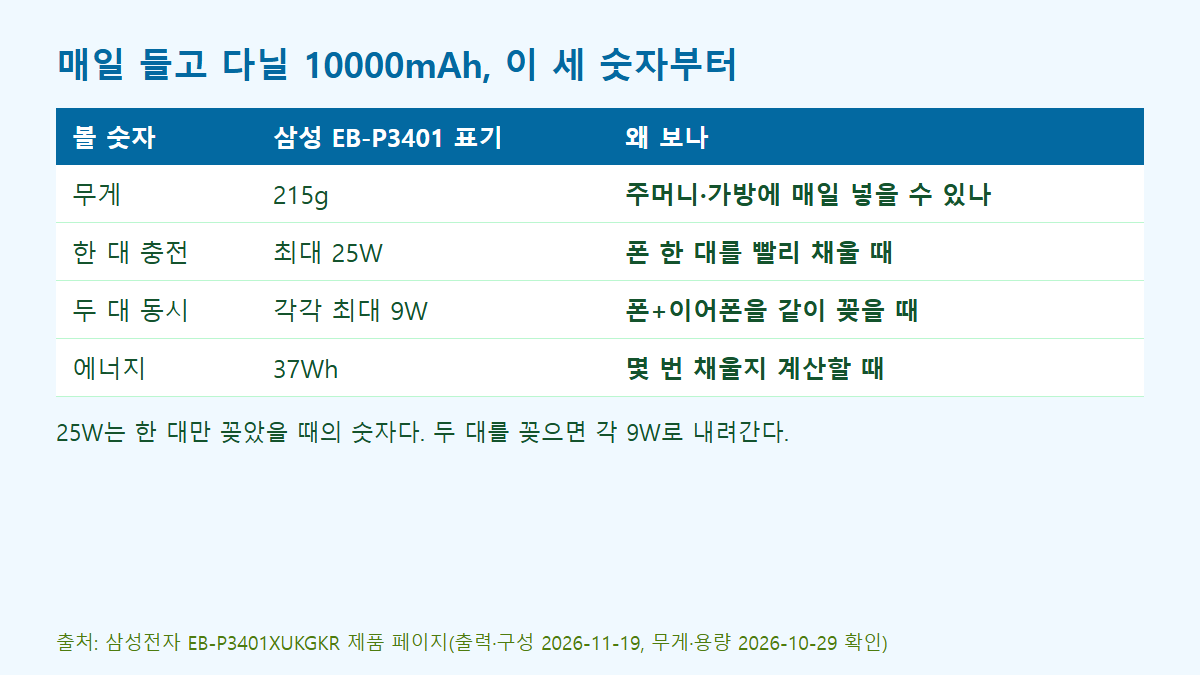 매일 들고 다닐 10000mAh, 이 세 숫자부터
볼 숫자 삼성 EB-P3401 표기 왜 보나
무게 215g 주머니·가방에 매일 넣을 수 있나
한 대 충전 최대 25W 폰 한 대를 빨리 채울 때
두 대 동시 각각 최대 9W 폰+이어폰을 같이 꽂을 때
에너지 37Wh 몇 번 채울지 계산할 때
25W는 한 대만 꽂았을 때의 숫자다. 두 대를 꽂으면 각 9W로 내려간다.
출처: 삼성전자 EB-P3401XUKGKR 제품 페이지(출력·구성 2026-11-19, 무게·용량 2026-10-29 확인)